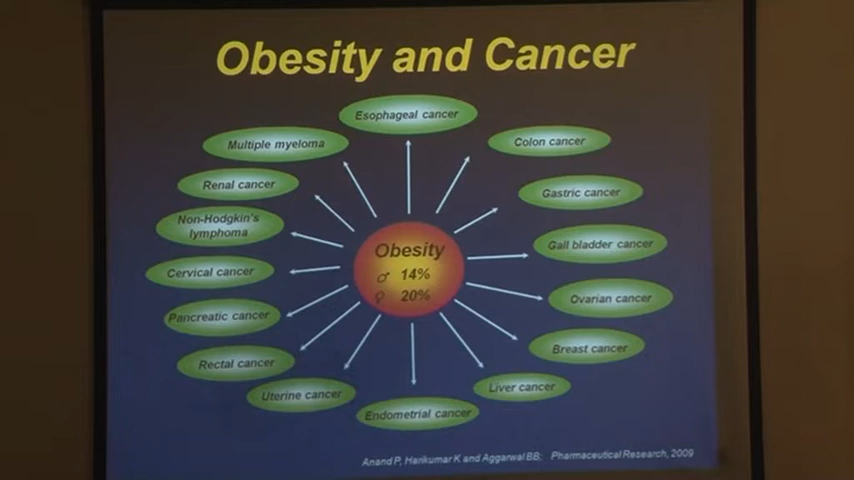 Obesity and Cancer
Esophageal cancer
Multiple myeloma
Colon cancer
Renal cancer
Gastric cancer
Non-Hodgkin's
lymphoma
Gall bladder cancer
Obesity
♂ 14%
♀ 20%
Cervical cancer
Ovarian cancer
Pancreatic cancer
Breast cancer
Rectal cancer
Liver cancer
Uterine cancer
Endometrial cancer
Anand P, Harikumar K and Aggarwal BB: Pharmaceutical Research, 2009